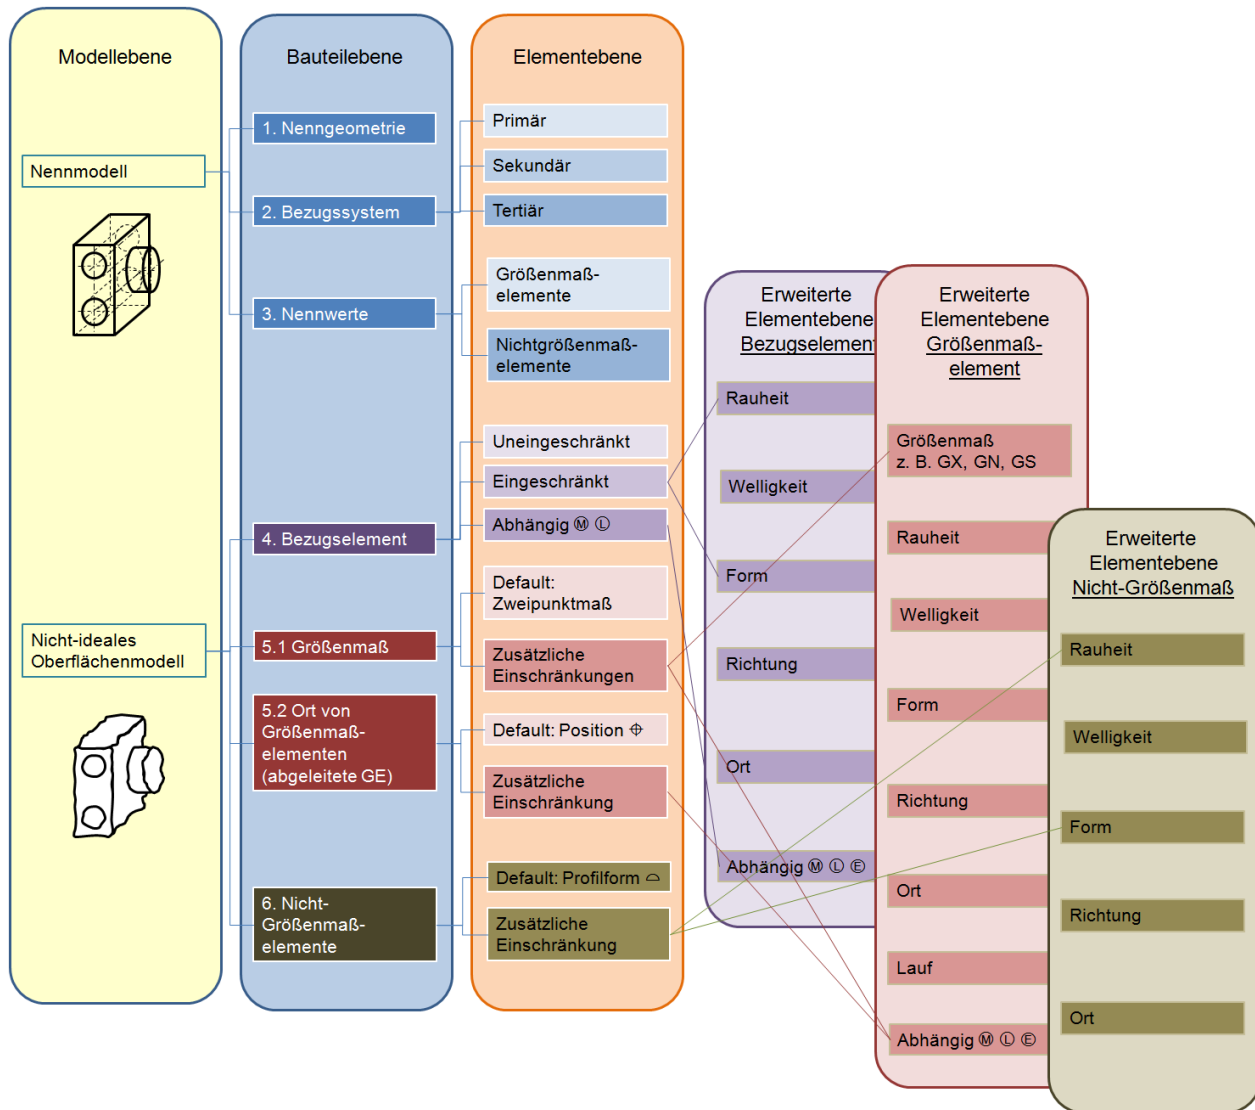 Modellebene
Nennmodell
Nicht-ideales
Oberflächenmodell
Bauteilebene
1. Nenngeometrie
2. Bezugssystem
3. Nennwerte
4. Bezugselement
5.1 Größenmaß
5.2 Ort von
Größenmaß-
elementen
(abgeleitete GE)
6. Nicht-
Größenmaß-
elemente
Elementebene
Primär
Sekundär
Tertiär
Größenmaß-
elemente
Nichtgrößenmaß-
elemente
Uneingeschränkt
Eingeschränkt
Abhängig Ⓜ Ⓛ
Default:
Zweipunktmaß
Zusätzliche
Einschränkungen
Default: Position ⌖
Zusätzliche
Einschränkung
Default: Profilform ⌓
Zusätzliche
Einschränkung
Erweiterte
Elementebene
Bezugselement
Rauheit
Welligkeit
Form
Richtung
Ort
Abhängig Ⓜ Ⓛ Ⓔ
Erweiterte
Elementebene
Größenmaß-
element
Größenmaß
z. B. GX, GN, GS
Rauheit
Welligkeit
Form
Richtung
Ort
Lauf
Abhängig Ⓜ Ⓛ Ⓔ
Erweiterte
Elementebene
Nicht-Größenmaß
Rauheit
Welligkeit
Form
Richtung
Ort